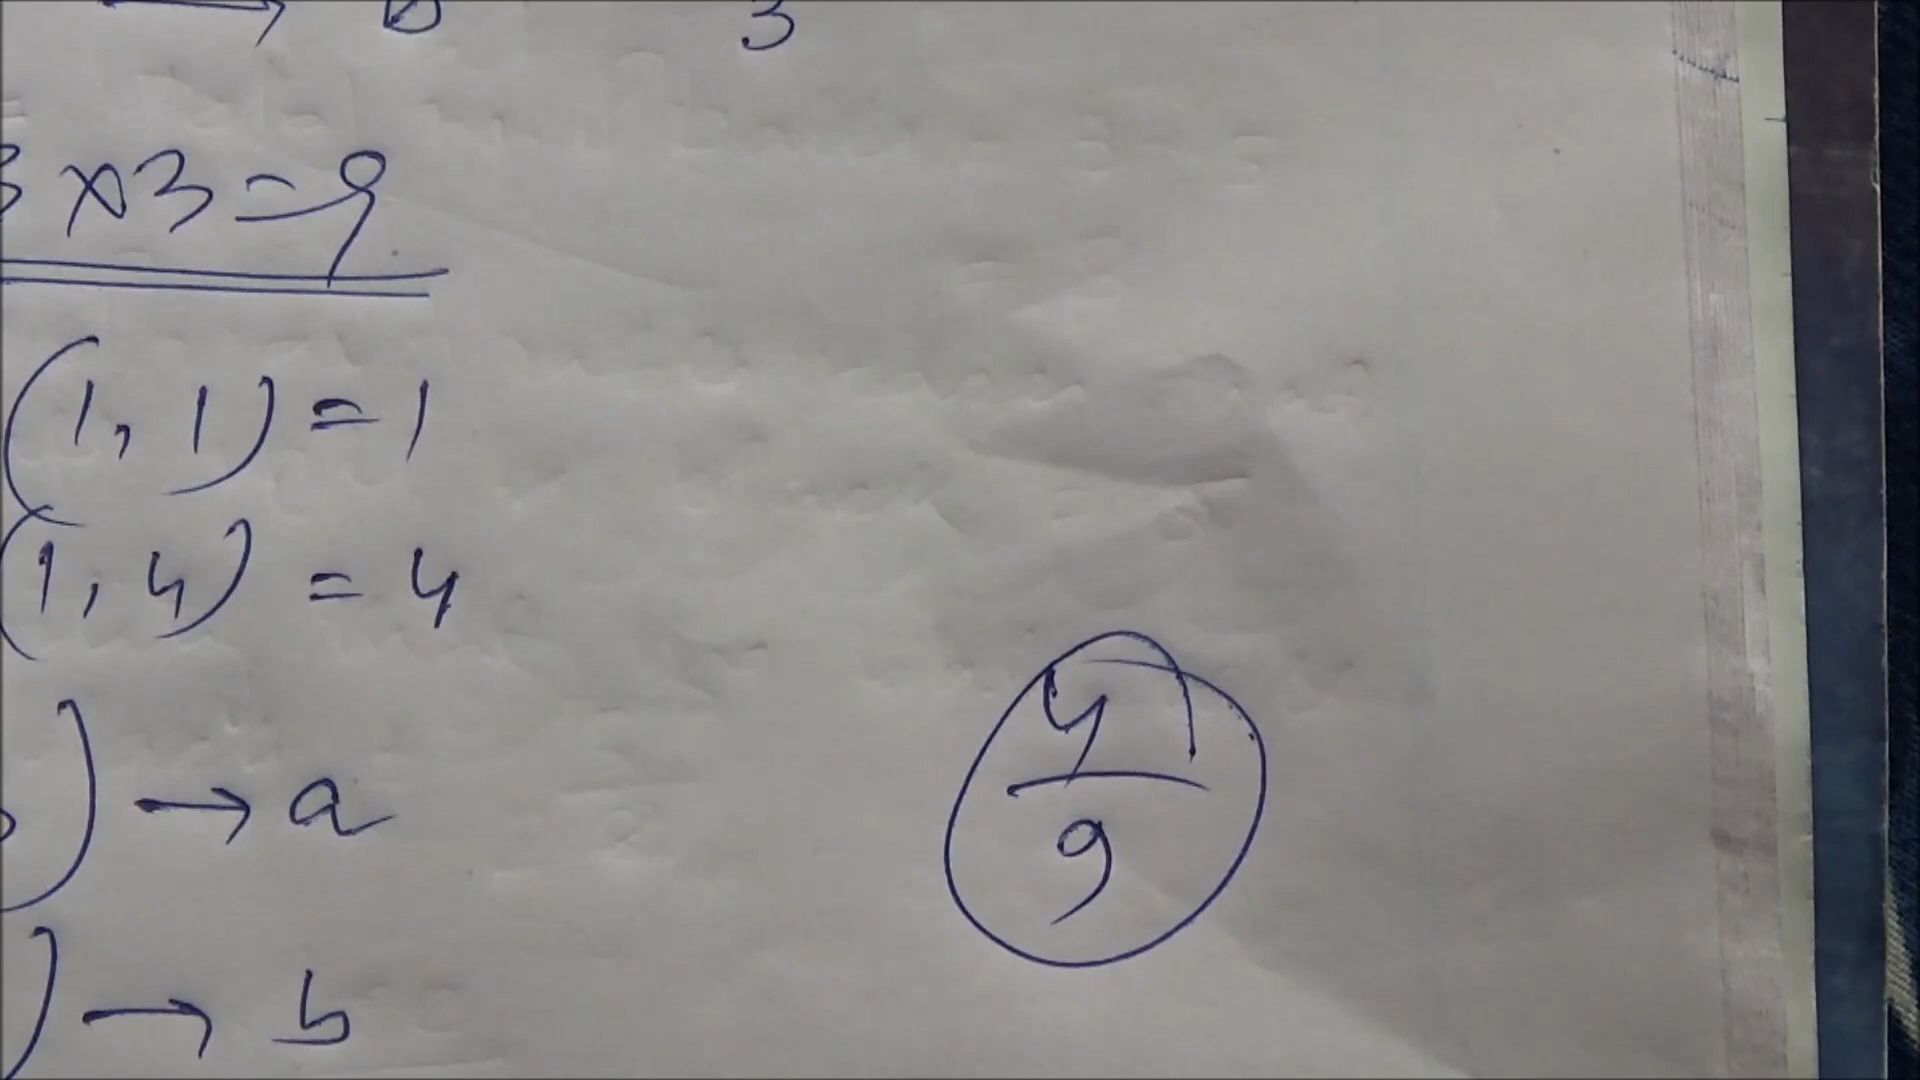 → b 3
3 × 3 = 9
(1, 1) = 1
(1, 4) = 4
) → a
) → b
4
9